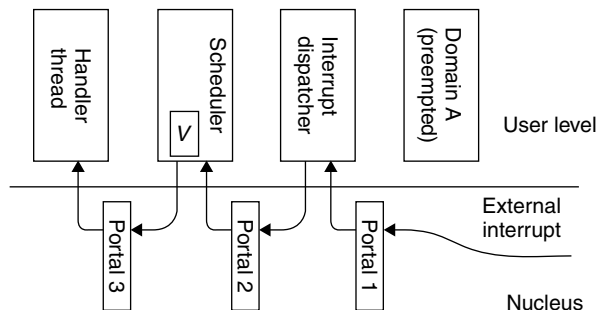 Handler
thread
Scheduler
V
Interrupt
dispatcher
Domain A
(preempted)
User level
External
interrupt
Portal 3
Portal 2
Portal 1
Nucleus